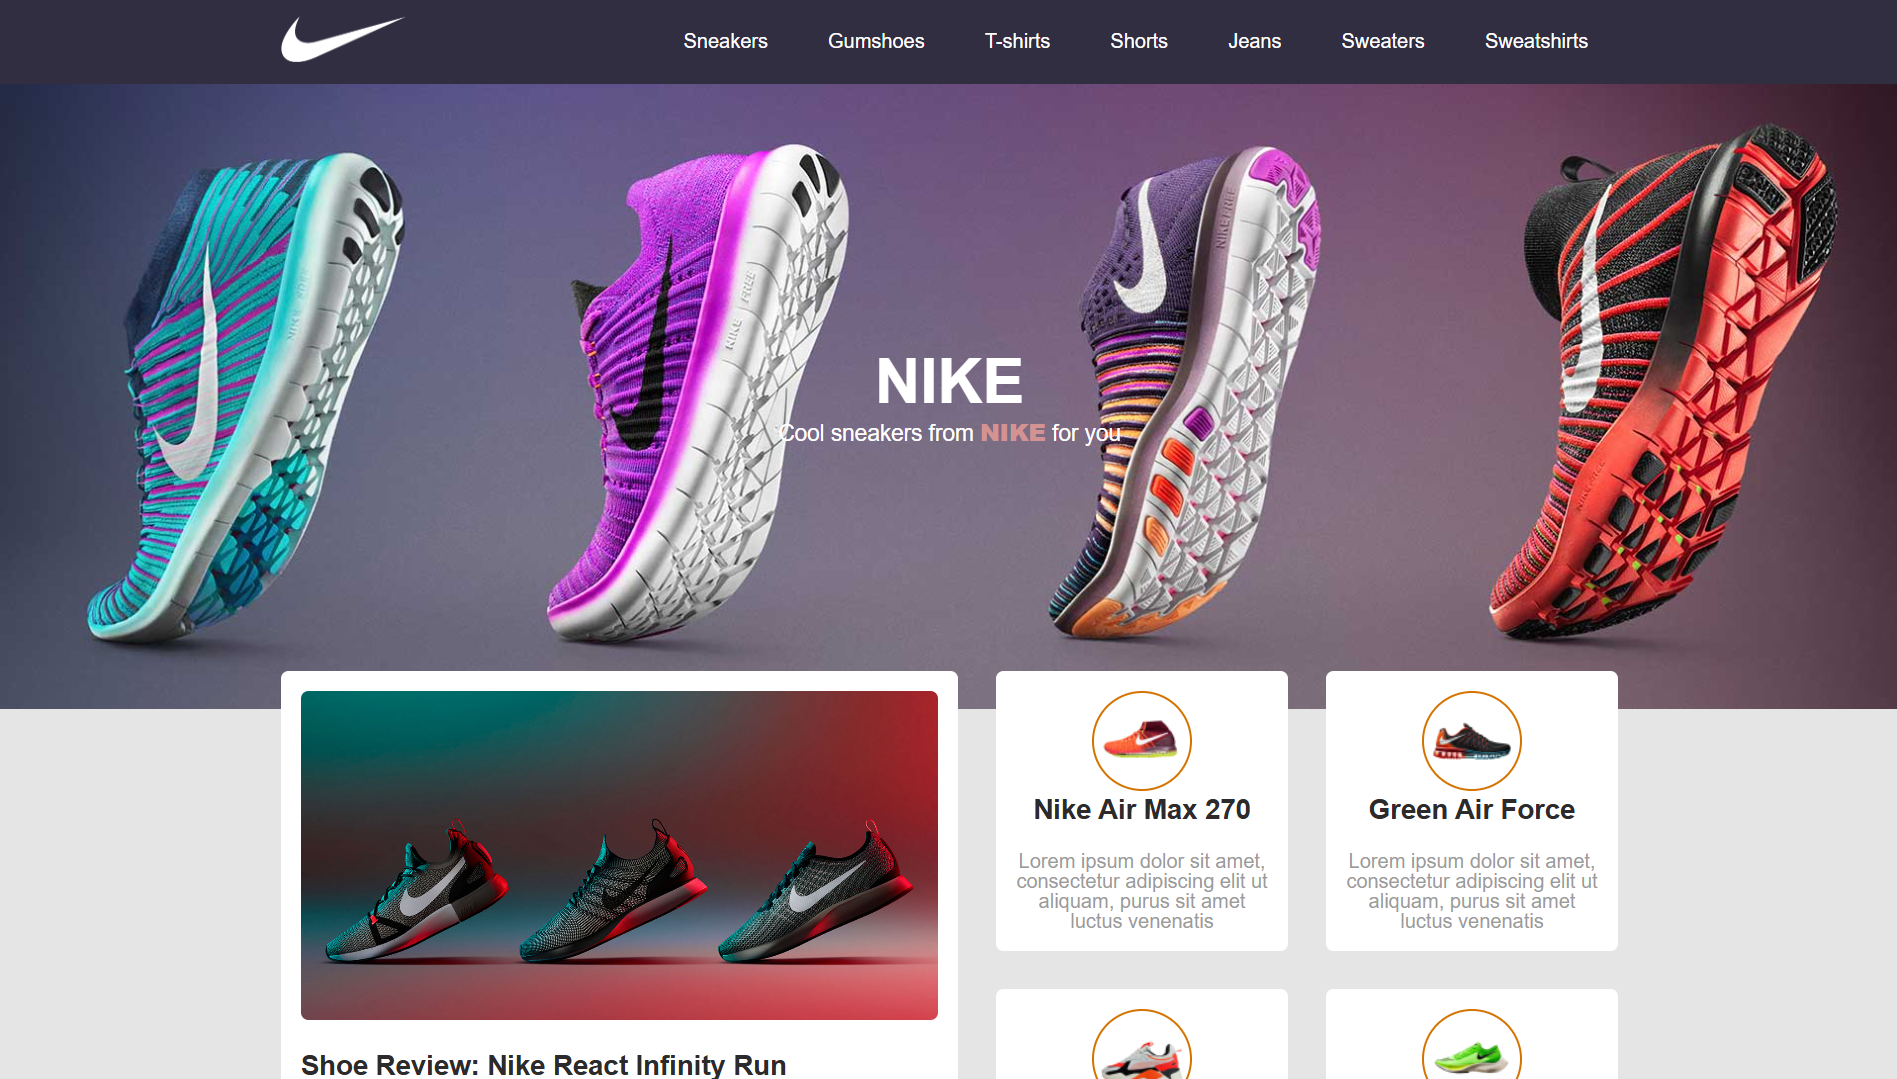 Sneakers Gumshoes T-shirts Shorts Jeans Sweaters Sweatshirts
NIKE FREE
NIKE
Cool sneakers from NIKE for you
Nike Air Max 270
Lorem ipsum dolor sit amet,
consectetur adipiscing elit ut
aliquam, purus sit amet
luctus venenatis
Green Air Force
Lorem ipsum dolor sit amet,
consectetur adipiscing elit ut
aliquam, purus sit amet
luctus venenatis
Shoe Review: Nike React Infinity Run